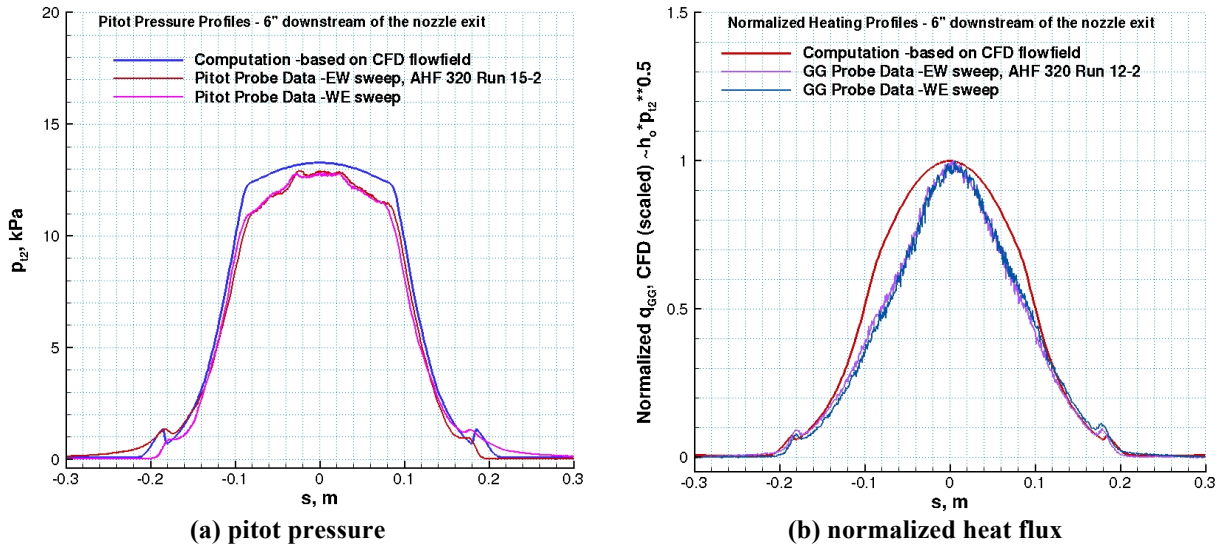 Pitot Pressure Profiles - 6" downstream of the nozzle exit
Computation -based on CFD flowfield
Pitot Probe Data -EW sweep, AHF 320 Run 15-2
Pitot Probe Data -WE sweep
20
15
10
5
0
p_t2, kPa
-0.3 -0.2 -0.1 0 0.1 0.2 0.3
s, m
(a) pitot pressure
Normalized Heating Profiles - 6" downstream of the nozzle exit
Computation -based on CFD flowfield
GG Probe Data -EW sweep, AHF 320 Run 12-2
GG Probe Data -WE sweep
1.5
1
0.5
0
Normalized q_GG, CFD (scaled) ~h_o*p_t2**0.5
-0.3 -0.2 -0.1 0 0.1 0.2 0.3
s, m
(b) normalized heat flux